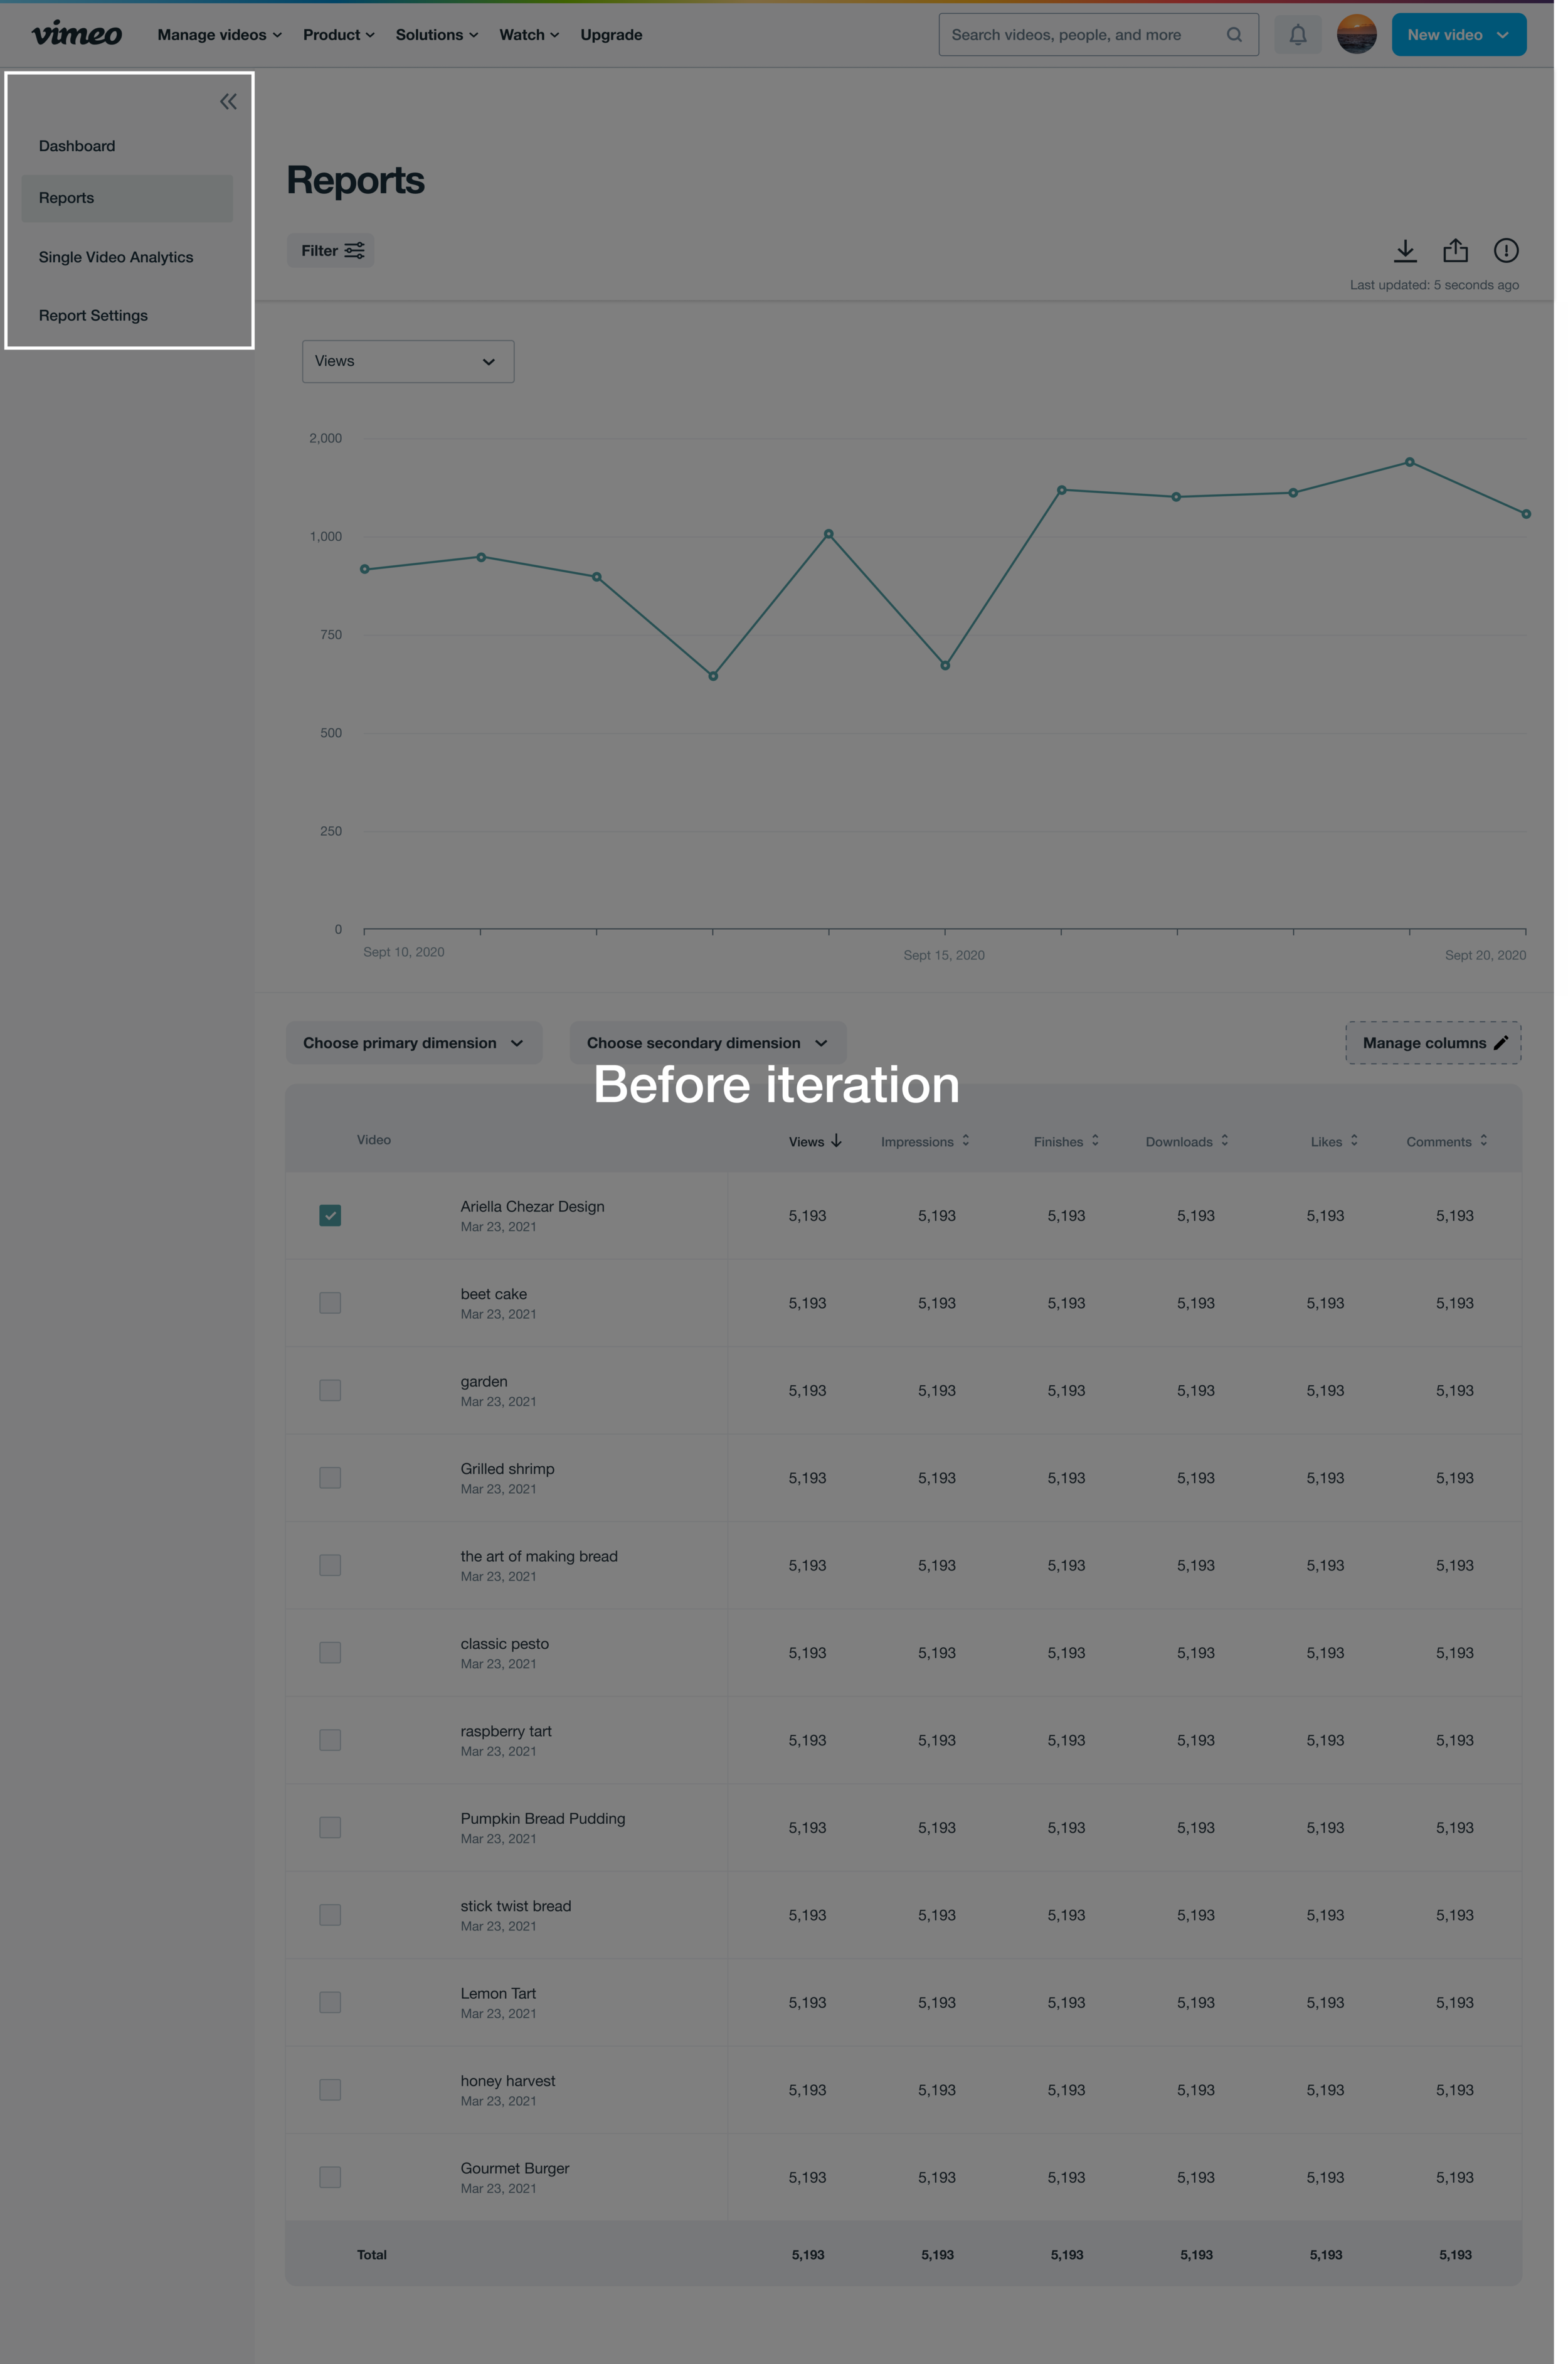 vimeo Manage videos Product Solutions Watch Upgrade Search videos, people, and more New video
Dashboard
Reports
Single Video Analytics
Report Settings
Reports
Filter
Last updated: 5 seconds ago
Views
2,000
1,000
750
500
250
0
Sept 10, 2020 Sept 15, 2020 Sept 20, 2020
Choose primary dimension Choose secondary dimension Manage columns
Before iteration
Video Views Impressions Finishes Downloads Likes Comments
Ariella Chezar Design
Mar 23, 2021
5,193 5,193 5,193 5,193 5,193 5,193
beet cake
Mar 23, 2021
5,193 5,193 5,193 5,193 5,193 5,193
garden
Mar 23, 2021
5,193 5,193 5,193 5,193 5,193 5,193
Grilled shrimp
Mar 23, 2021
5,193 5,193 5,193 5,193 5,193 5,193
the art of making bread
Mar 23, 2021
5,193 5,193 5,193 5,193 5,193 5,193
classic pesto
Mar 23, 2021
5,193 5,193 5,193 5,193 5,193 5,193
raspberry tart
Mar 23, 2021
5,193 5,193 5,193 5,193 5,193 5,193
Pumpkin Bread Pudding
Mar 23, 2021
5,193 5,193 5,193 5,193 5,193 5,193
stick twist bread
Mar 23, 2021
5,193 5,193 5,193 5,193 5,193 5,193
Lemon Tart
Mar 23, 2021
5,193 5,193 5,193 5,193 5,193 5,193
honey harvest
Mar 23, 2021
5,193 5,193 5,193 5,193 5,193 5,193
Gourmet Burger
Mar 23, 2021
5,193 5,193 5,193 5,193 5,193 5,193
Total 5,193 5,193 5,193 5,193 5,193 5,193